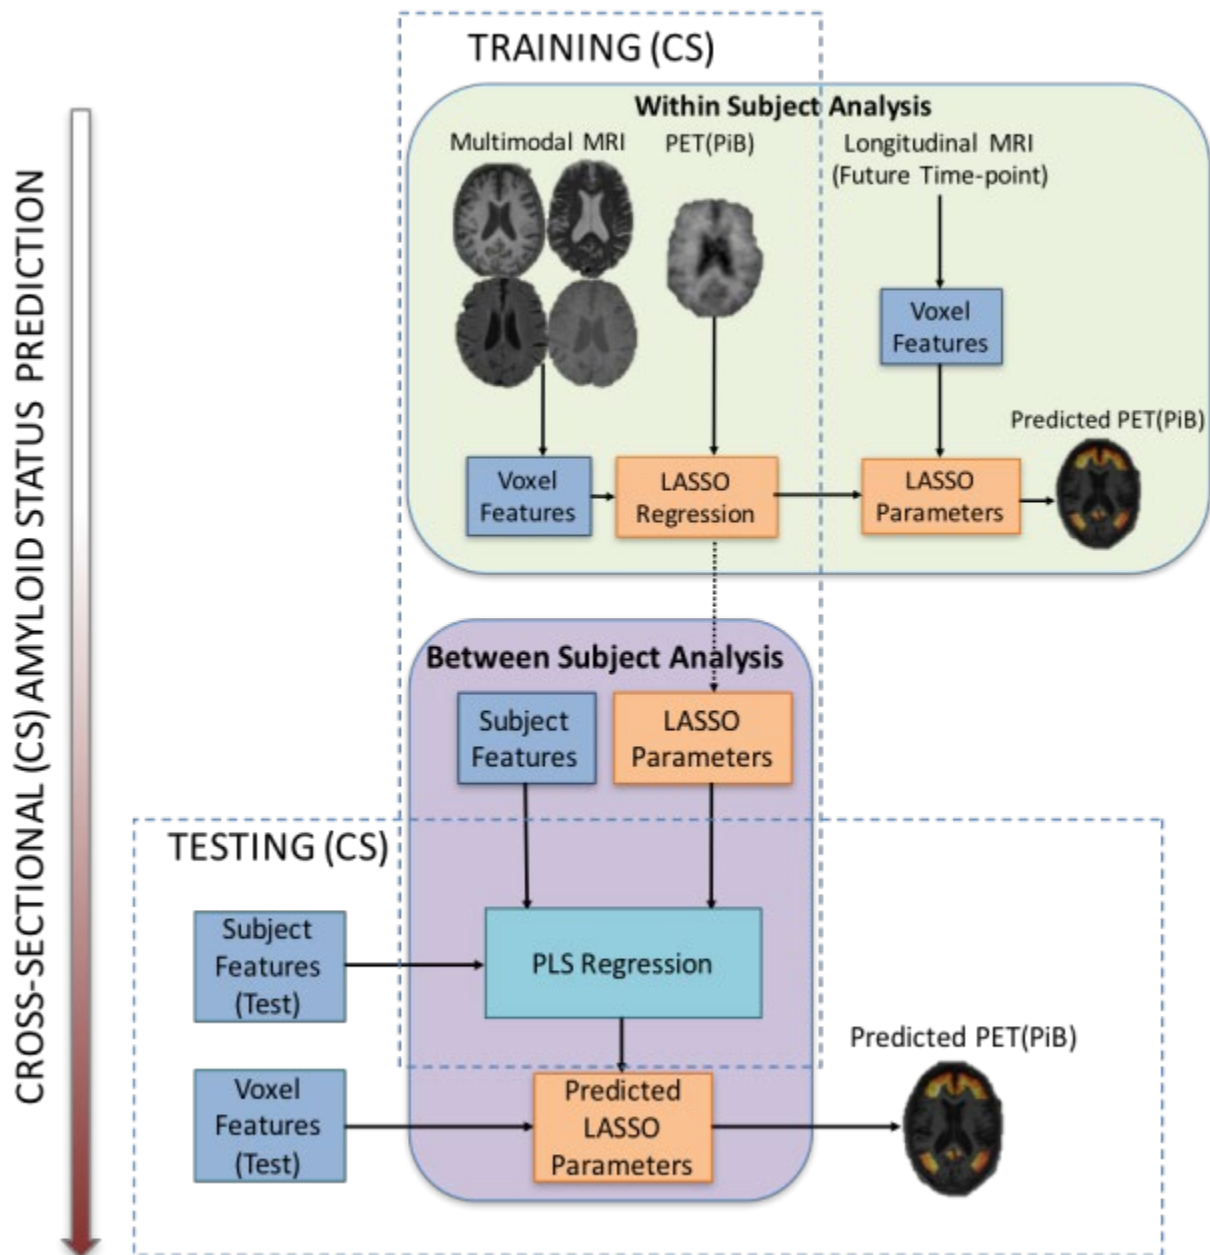 CROSS-SECTIONAL (CS) AMYLOID STATUS PREDICTION
TRAINING (CS)
Within Subject Analysis
Multimodal MRI
PET(PiB)
Longitudinal MRI
(Future Time-point)
Voxel
Features
Predicted PET(PiB)
Voxel
Features
LASSO
Regression
LASSO
Parameters
Between Subject Analysis
Subject
Features
LASSO
Parameters
TESTING (CS)
Subject
Features
(Test)
PLS Regression
Predicted PET(PiB)
Voxel
Features
(Test)
Predicted
LASSO
Parameters